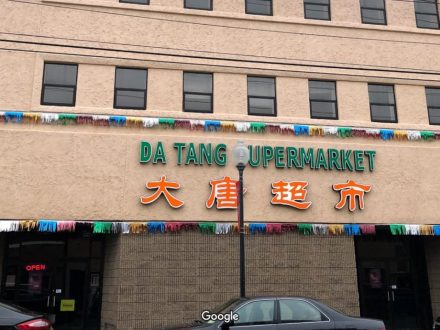 DA TANG SUPERMARKET
大唐超市
OPEN
Google